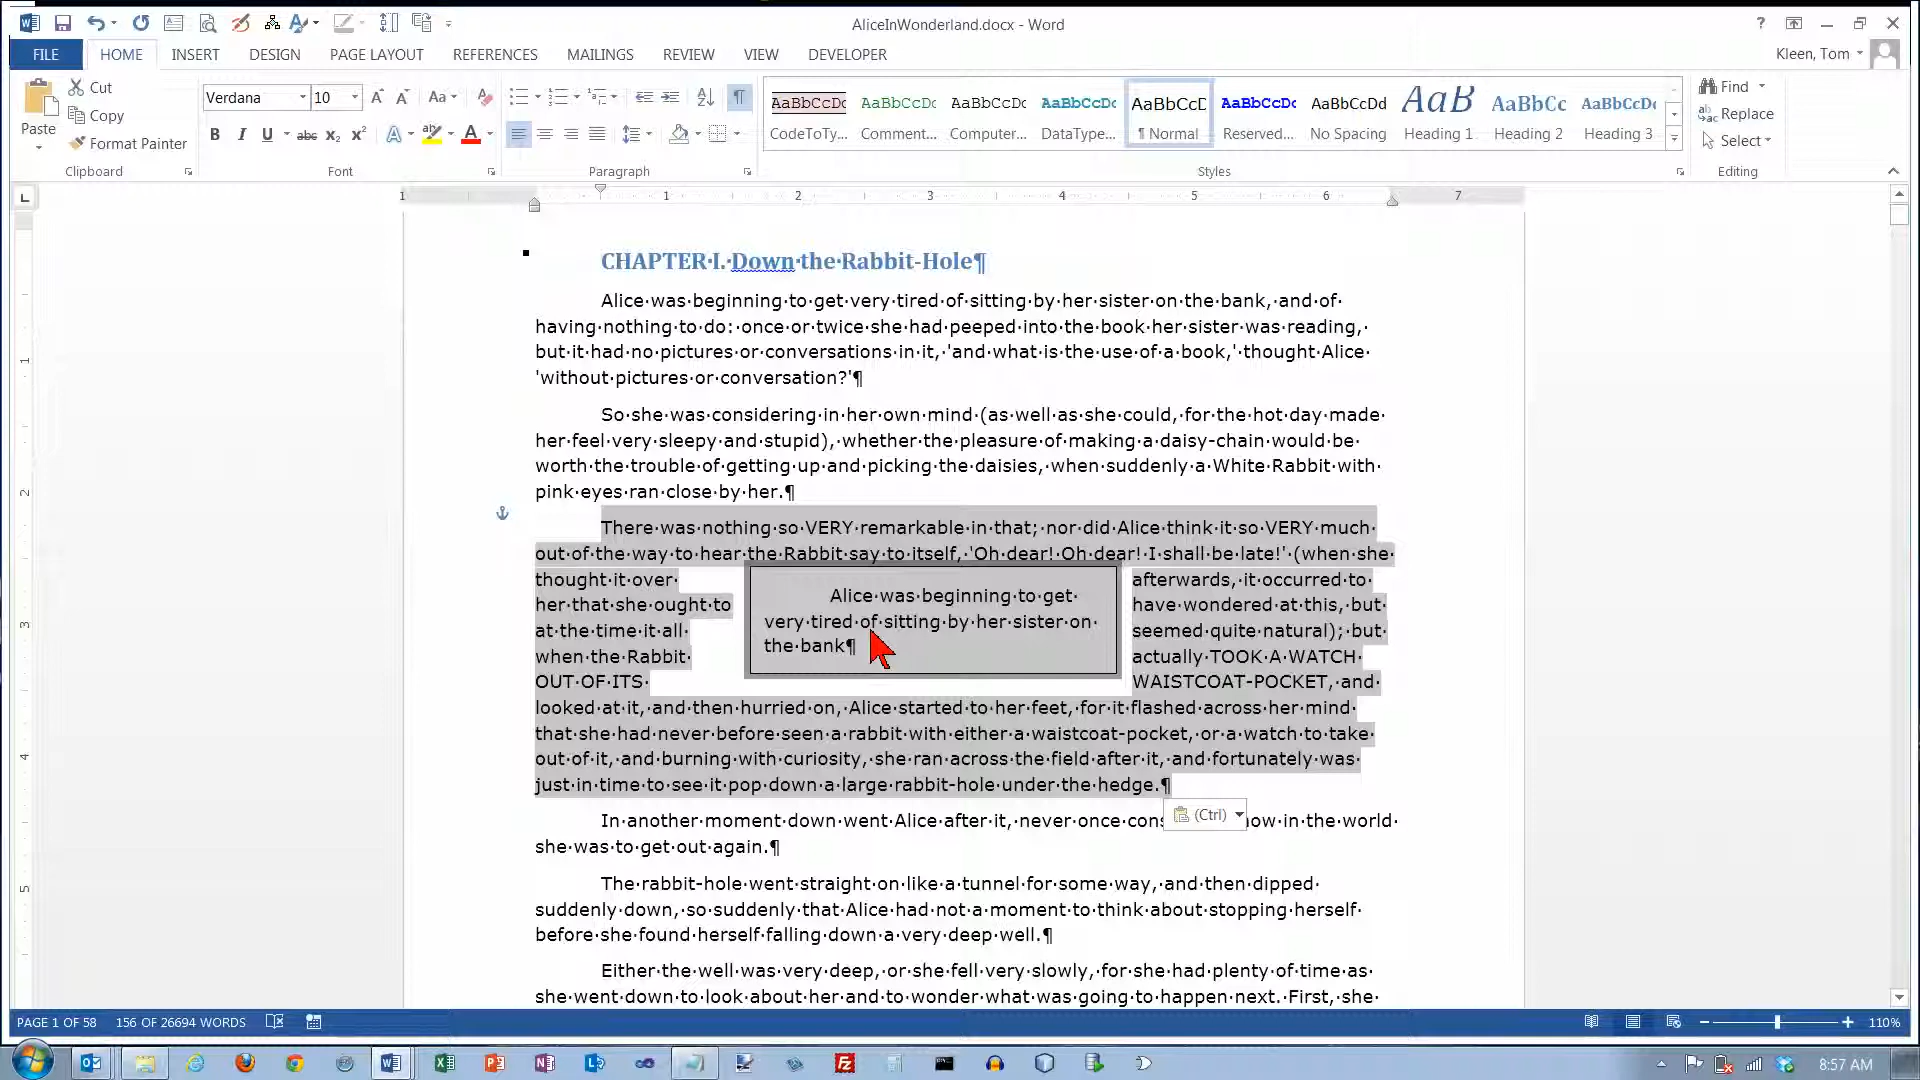 AliceInWonderland.docx - Word
FILE HOME INSERT DESIGN PAGE LAYOUT REFERENCES MAILINGS REVIEW VIEW DEVELOPER
Kleen, Tom
Paste
Cut
Copy
Format Painter
Clipboard
Verdana 10
Font
Paragraph
AaBbCcDc AaBbCcDc AaBbCcDc AaBbCcDc AaBbCcD AaBbCcDc AaBbCcDd AaB AaBbCc AaBbCcDc
CodeToTy... Comment... Computer... DataType... ¶ Normal Reserved... No Spacing Heading 1 Heading 2 Heading 3
Styles
Find
Replace
Select
Editing
1 1 2 3 4 5 6 7
CHAPTER·I.·Down·the·Rabbit-Hole¶
Alice·was·beginning·to·get·very·tired·of·sitting·by·her·sister·on·the·bank,·and·of·
having·nothing·to·do:·once·or·twice·she·had·peeped·into·the·book·her·sister·was·reading,·
but·it·had·no·pictures·or·conversations·in·it,·'and·what·is·the·use·of·a·book,'·thought·Alice·
'without·pictures·or·conversation?'¶
So·she·was·considering·in·her·own·mind·(as·well·as·she·could,·for·the·hot·day·made·
her·feel·very·sleepy·and·stupid),·whether·the·pleasure·of·making·a·daisy-chain·would·be·
worth·the·trouble·of·getting·up·and·picking·the·daisies,·when·suddenly·a·White·Rabbit·with·
pink·eyes·ran·close·by·her.¶
There·was·nothing·so·VERY·remarkable·in·that;·nor·did·Alice·think·it·so·VERY·much·
out·of·the·way·to·hear·the·Rabbit·say·to·itself,·'Oh·dear!·Oh·dear!·I·shall·be·late!'·(when·she·
thought·it·over· afterwards,·it·occurred·to·
her·that·she·ought·to have·wondered·at·this,·but·
at·the·time·it·all· seemed·quite·natural);·but·
when·the·Rabbit· actually·TOOK·A·WATCH·
OUT·OF·ITS· WAISTCOAT-POCKET,·and·
Alice·was·beginning·to·get·
very·tired·of·sitting·by·her·sister·on·
the·bank¶
looked·at·it,·and·then·hurried·on,·Alice·started·to·her·feet,·for·it·flashed·across·her·mind·
that·she·had·never·before·seen·a·rabbit·with·either·a·waistcoat-pocket,·or·a·watch·to·take·
out·of·it,·and·burning·with·curiosity,·she·ran·across·the·field·after·it,·and·fortunately·was·
just·in·time·to·see·it·pop·down·a·large·rabbit-hole·under·the·hedge.¶
(Ctrl)
In·another·moment·down·went·Alice·after·it,·never·once· in·the·world·
she·was·to·get·out·again.¶
The·rabbit-hole·went·straight·on·like·a·tunnel·for·some·way,·and·then·dipped·
suddenly·down,·so·suddenly·that·Alice·had·not·a·moment·to·think·about·stopping·herself·
before·she·found·herself·falling·down·a·very·deep·well.¶
Either·the·well·was·very·deep,·or·she·fell·very·slowly,·for·she·had·plenty·of·time·as·
she·went·down·to·look·about·her·and·to·wonder·what·was·going·to·happen·next.·First,·she·
1
2
3
4
5
PAGE 1 OF 58 156 OF 26694 WORDS 110%
8:57 AM